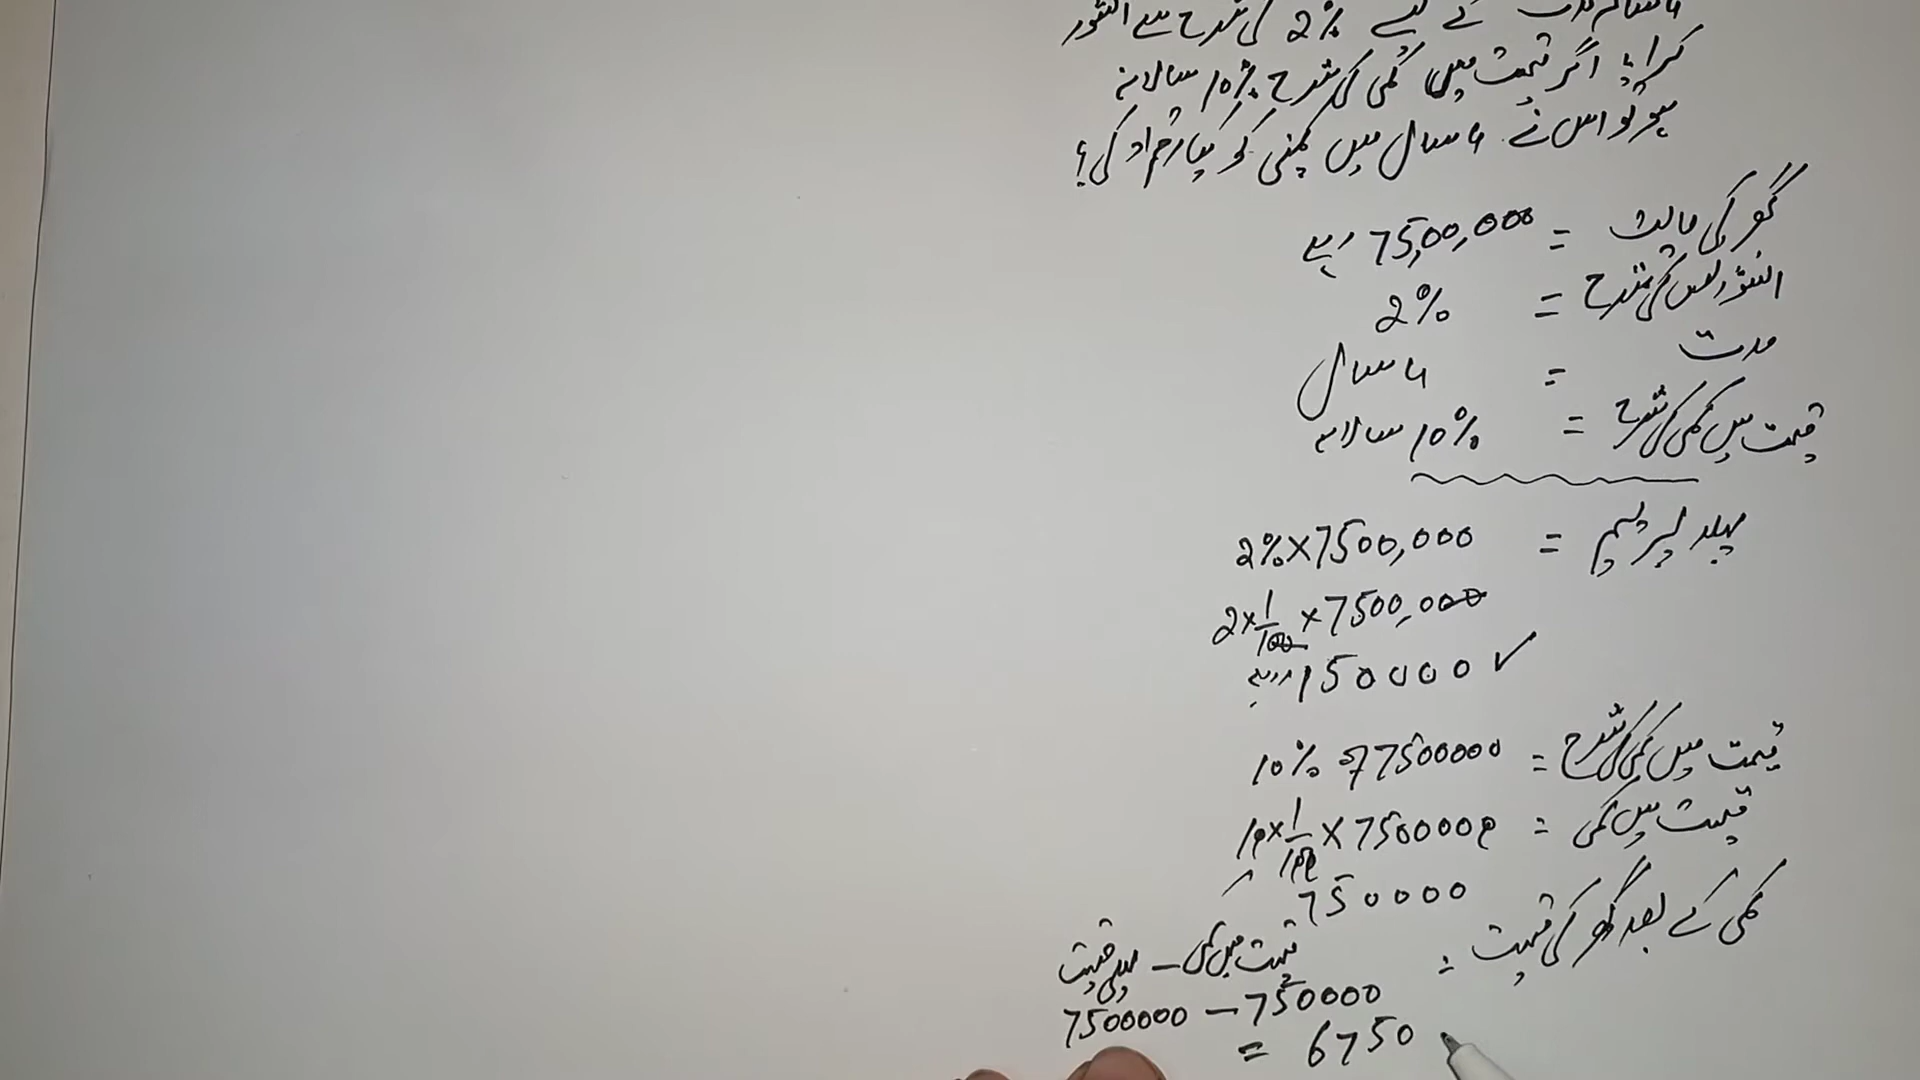 سالہ مدت کے لیے 2% کی شرح سے انشور
کرایا اگر قیمت میں کمی کی شرح 10% سالانہ
ہو تو اس نے 4 سال میں کمپنی کو کیا رقم ادا کی؟
گھر کی مالیت = 75,00,000 روپے
انشورنس کی شرح = 2%
مدت = 4 سال
قیمت میں کمی کی شرح = 10% سالانہ
پہلا پریمیم = 2%×7500,000
2×1/100×7500,000
150000 روپے ✓
قیمت میں کمی کی شرح = 10% of 7500000
قیمت میں کمی = 10×1/100×7500000
750000
کمی کے بعد گھر کی قیمت =
پہلی قیمت – قیمت میں کمی
7500000 – 750000
= 6750